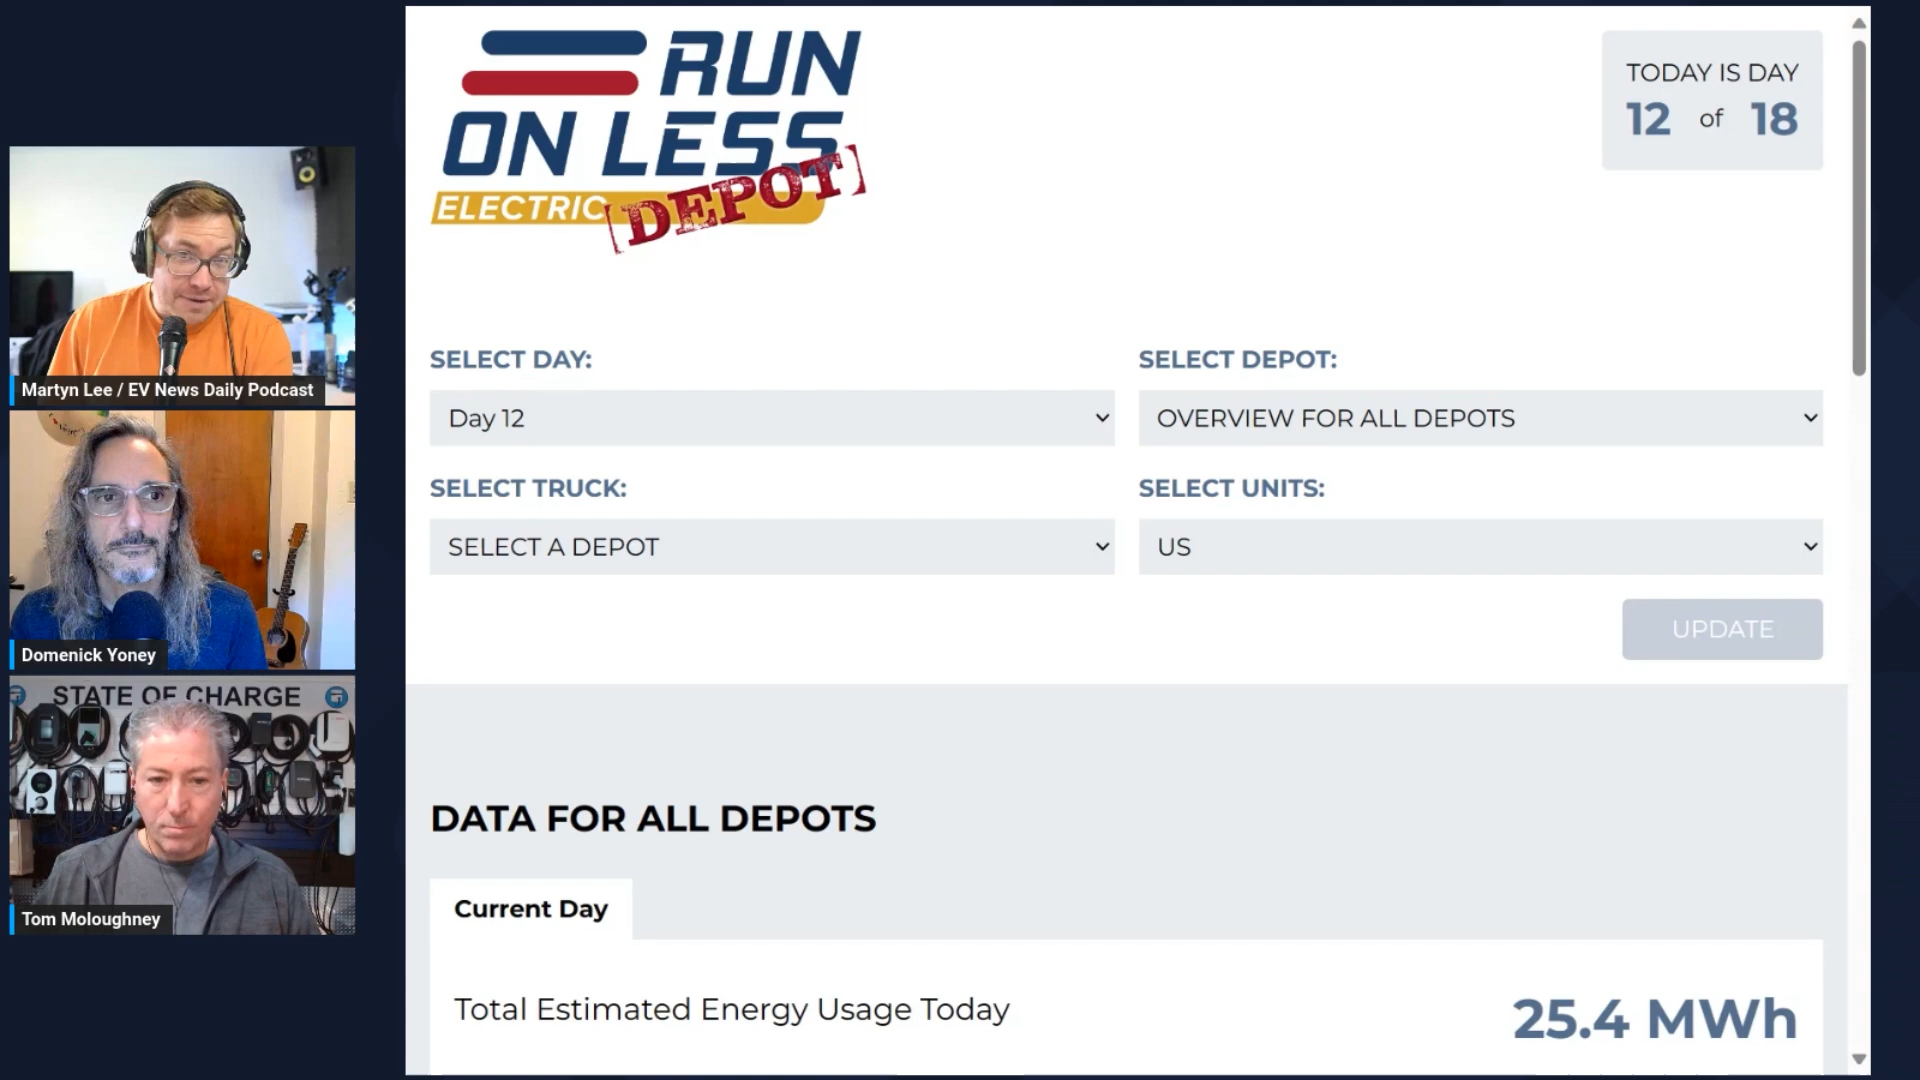 RUN
ON LESS
ELECTRIC
[DEPOT]
TODAY IS DAY
12 of 18
SELECT DAY:
Day 12
SELECT DEPOT:
OVERVIEW FOR ALL DEPOTS
SELECT TRUCK:
SELECT A DEPOT
SELECT UNITS:
US
UPDATE
DATA FOR ALL DEPOTS
Current Day
Total Estimated Energy Usage Today
25.4 MWh
Martyn Lee / EV News Daily Podcast
Domenick Yoney
STATE OF CHARGE
Tom Moloughney